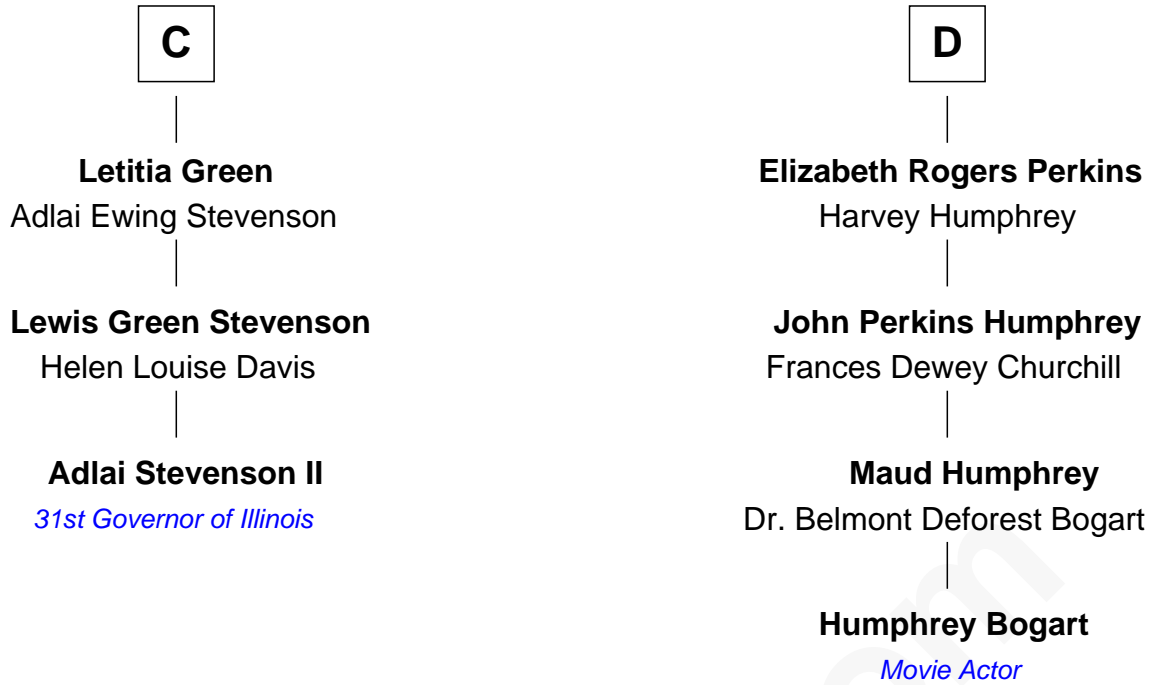 C
Letitia Green
Adlai Ewing Stevenson
Lewis Green Stevenson
Helen Louise Davis
Adlai Stevenson II
31st Governor of Illinois
D
Elizabeth Rogers Perkins
Harvey Humphrey
John Perkins Humphrey
Frances Dewey Churchill
Maud Humphrey
Dr. Belmont Deforest Bogart
Humphrey Bogart
Movie Actor